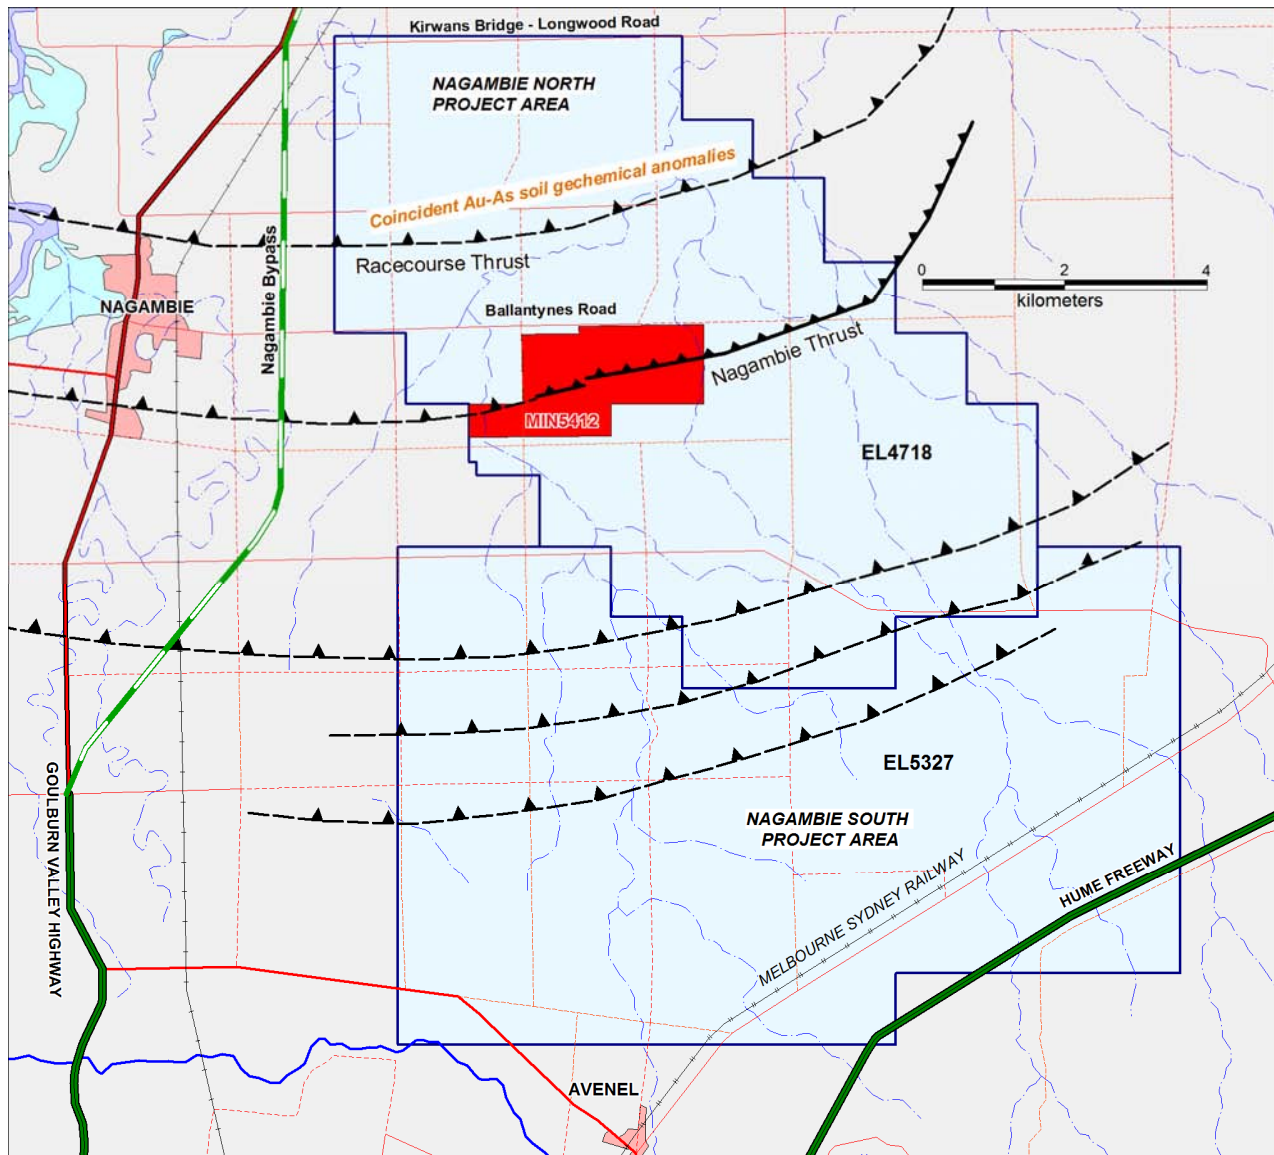 Kirwans Bridge - Longwood Road
NAGAMBIE NORTH
PROJECT AREA
Coincident Au-As soil gechemical anomalies
Racecourse Thrust
Nagambie Bypass
NAGAMBIE
0 2 4
kilometers
Ballantynes Road
Nagambie Thrust
MIN5412
EL4718
EL5327
NAGAMBIE SOUTH
PROJECT AREA
GOULBURN VALLEY HIGHWAY
MELBOURNE SYDNEY RAILWAY
HUME FREEWAY
AVENEL